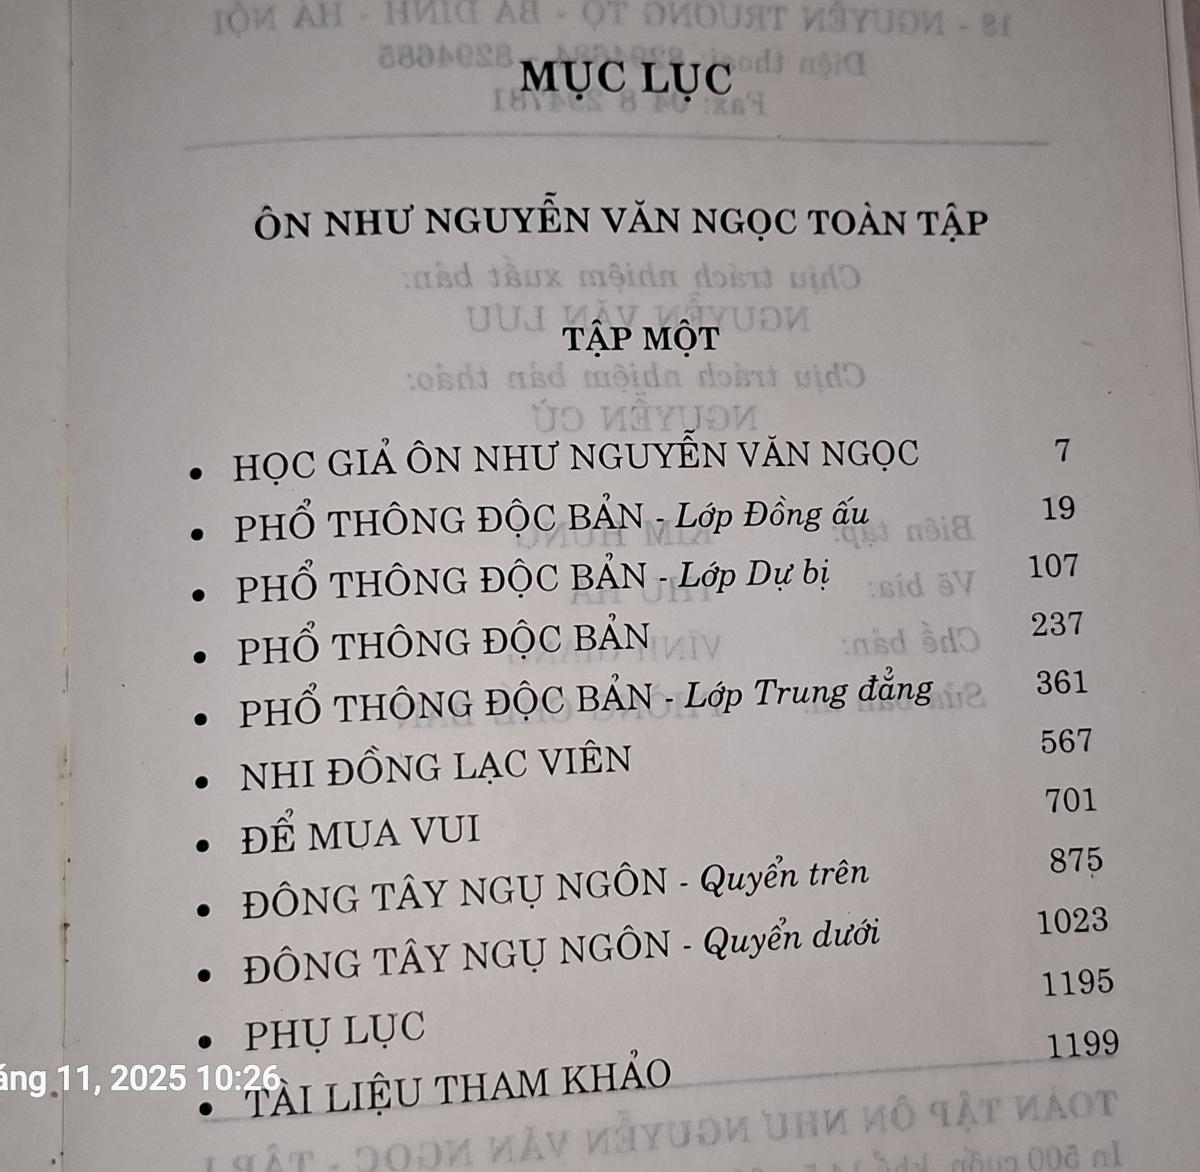 MỤC LỤC
ÔN NHƯ NGUYỄN VĂN NGỌC TOÀN TẬP
TẬP MỘT
• HỌC GIẢ ÔN NHƯ NGUYỄN VĂN NGỌC 7
• PHỔ THÔNG ĐỘC BẢN - Lớp Đồng ấu 19
• PHỔ THÔNG ĐỘC BẢN - Lớp Dự bị 107
• PHỔ THÔNG ĐỘC BẢN 237
• PHỔ THÔNG ĐỘC BẢN - Lớp Trung đẳng 361
• NHI ĐỒNG LẠC VIÊN 567
• ĐỂ MUA VUI 701
• ĐÔNG TÂY NGỤ NGÔN - Quyển trên 875
• ĐÔNG TÂY NGỤ NGÔN - Quyển dưới 1023
• PHỤ LỤC 1195
• TÀI LIỆU THAM KHẢO 1199
áng 11, 2025 10:26